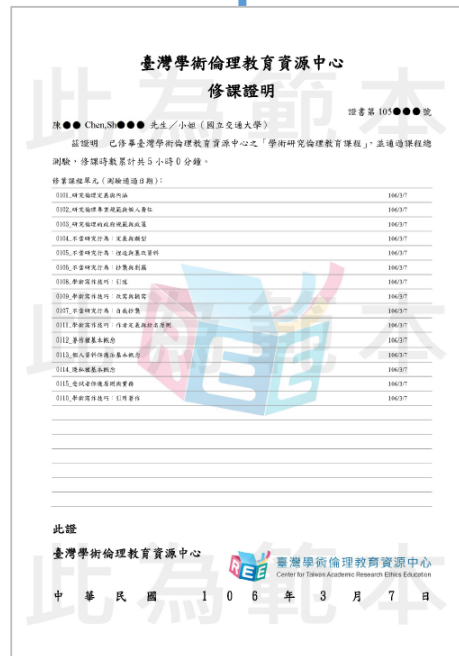 臺灣學術倫理教育資源中心
修課證明
證書第 105●●●號
陳●● Chen,Sh●●● 先生／小姐（國立交通大學）
茲證明 已修畢臺灣學術倫理教育資源中心之「學術研究倫理教育課程」，並通過課程總
測驗，修課時數累計共 5 小時 0 分鐘。
修業課程單元（測驗通過日期）：
0101_研究倫理定義與內涵 106/3/7
0102_研究倫理專業規範與個人責任 106/3/7
0103_研究倫理的政府規範與政策 106/3/7
0104_不當研究行為：定義與類型 106/3/7
0105_不當研究行為：捏造與篡改資料 106/3/7
0106_不當研究行為：抄襲與剽竊 106/3/7
0108_學術寫作技巧：引述 106/3/7
0109_學術寫作技巧：改寫與摘寫 106/3/7
0107_不當研究行為：自我抄襲 106/3/7
0111_學術寫作技巧：作者定義與掛名原則 106/3/7
0112_著作權基本概念 106/3/7
0113_個人資料保護法基本概念 106/3/7
0114_隱私權基本概念 106/3/7
0115_受試者保護原則與實務 106/3/7
0110_學術寫作技巧：引用著作 106/3/7
此為範本
此為範本
REE
此證
臺灣學術倫理教育資源中心
REE
臺灣學術倫理教育資源中心
Center for Taiwan Academic Research Ethics Education
此為範本
中 華 民 國 1 0 6 年 3 月 7 日